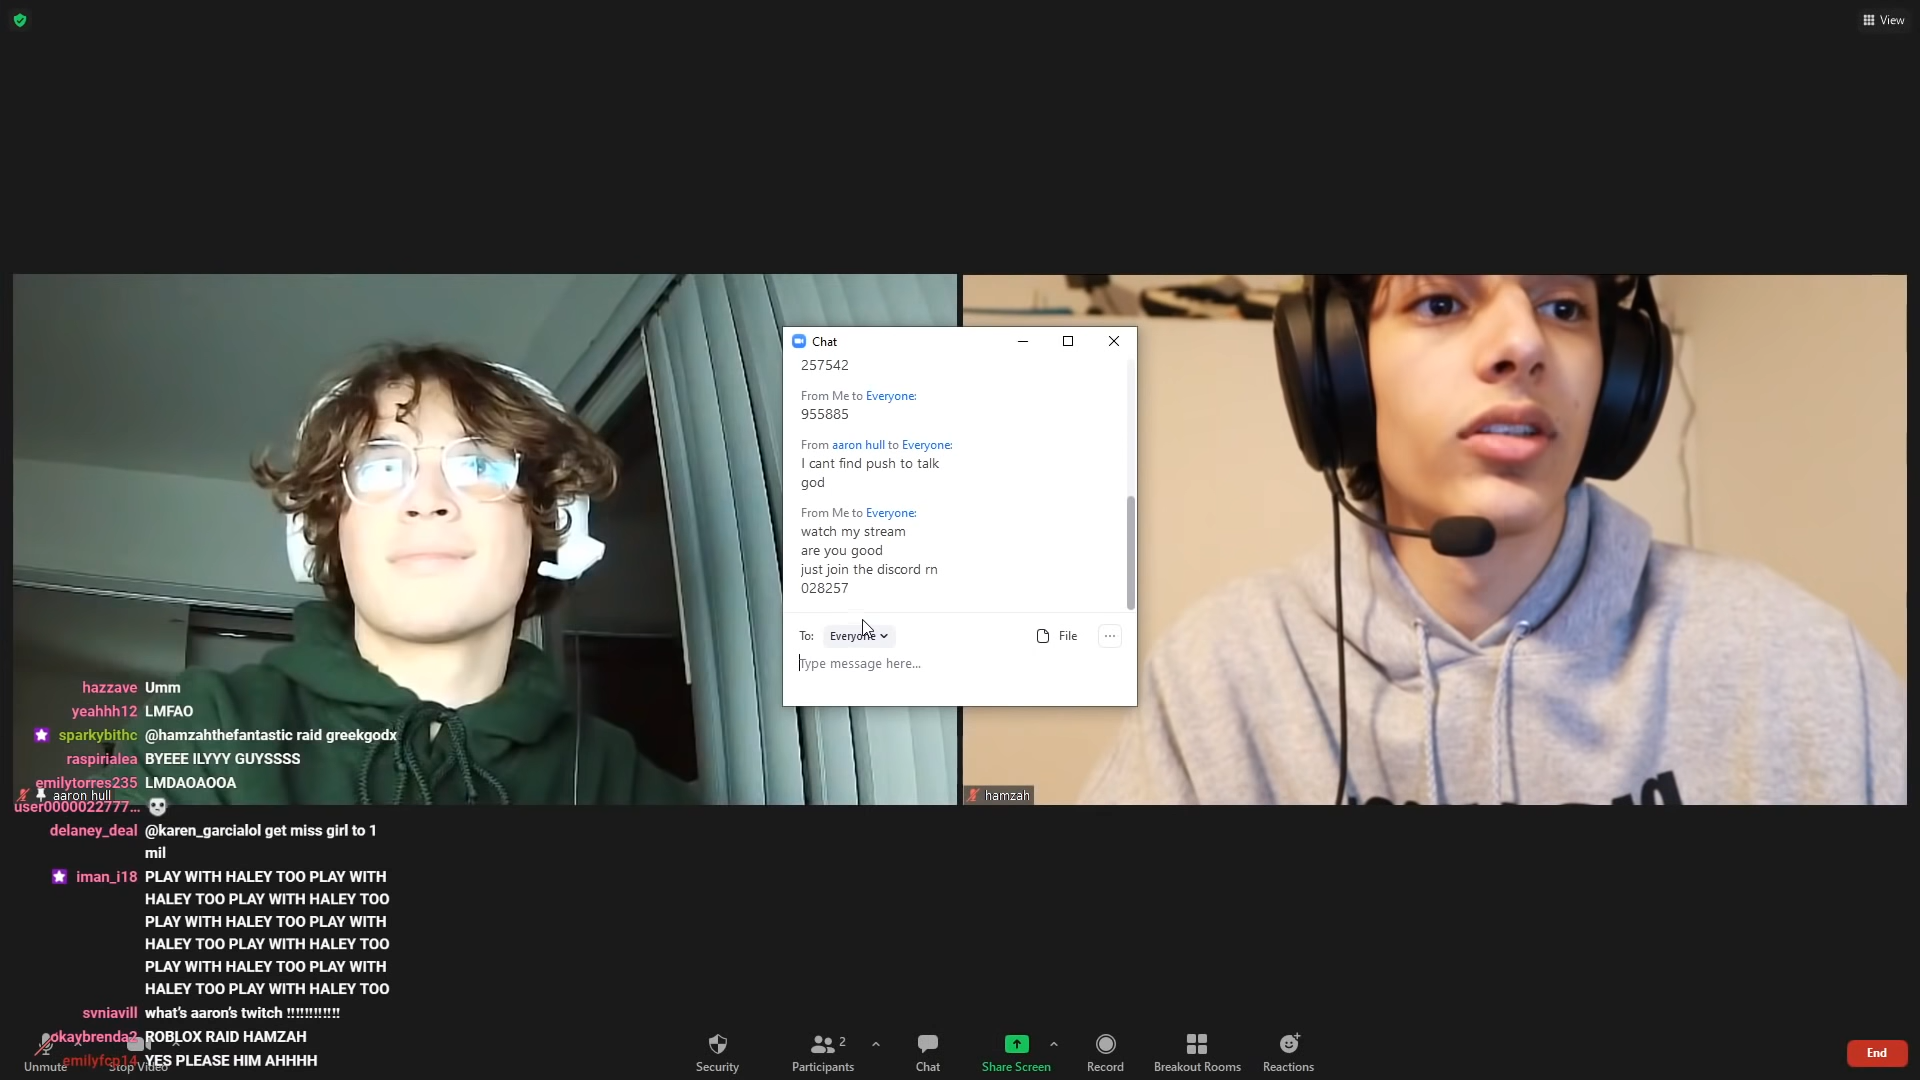 View
Chat
257542
From Me to Everyone:
955885
From aaron hull to Everyone:
I cant find push to talk
god
From Me to Everyone:
watch my stream
are you good
just join the discord rn
028257
To: Everyone
File
Type message here...
hazzave Umm
yeahhh12 LMFAO
sparkybithc @hamzahthefantastic raid greekgodx
raspirialea BYEEE ILYYY GUYSSSS
emilytorres235 LMDAOAOOA
aaron hull
user0000022777...
hamzah
delaney_deal @karen_garcialol get miss girl to 1
mil
iman_i18 PLAY WITH HALEY TOO PLAY WITH
HALEY TOO PLAY WITH HALEY TOO
PLAY WITH HALEY TOO PLAY WITH
HALEY TOO PLAY WITH HALEY TOO
PLAY WITH HALEY TOO PLAY WITH
HALEY TOO PLAY WITH HALEY TOO
svniavill what's aaron's twitch !!!!!!!!!!!!
okaybrenda2 ROBLOX RAID HAMZAH
emilyfcp14 YES PLEASE HIM AHHHH
Unmute
Stop Video
Security
Participants 2
Chat
Share Screen
Record
Breakout Rooms
Reactions
End